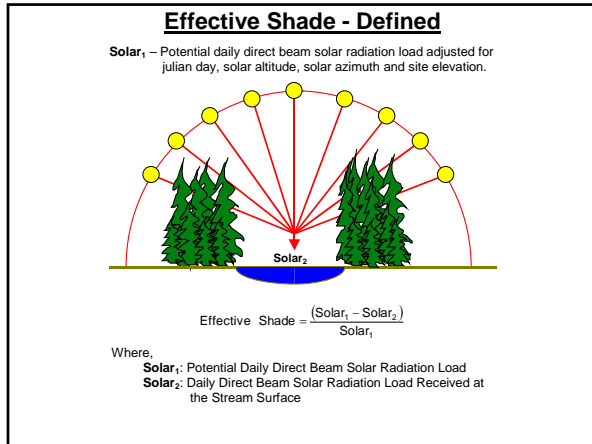 Effective Shade - Defined
Solar₁ – Potential daily direct beam solar radiation load adjusted for
julian day, solar altitude, solar azimuth and site elevation.
Solar₂
Effective Shade = (Solar₁ − Solar₂) / Solar₁
Where,
Solar₁: Potential Daily Direct Beam Solar Radiation Load
Solar₂: Daily Direct Beam Solar Radiation Load Received at
the Stream Surface